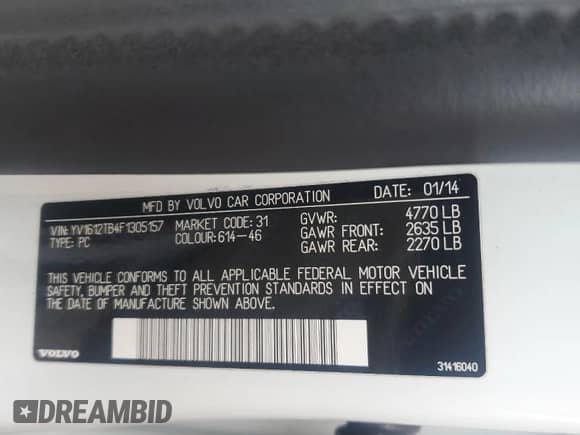 MFD BY VOLVO CAR CORPORATION DATE: 01/14
VIN: YV1612TB4F1305157 MARKET CODE: 31 GVWR: 4770 LB
TYPE: PC COLOUR: 614-46 GAWR FRONT: 2635 LB
GAWR REAR: 2270 LB
THIS VEHICLE CONFORMS TO ALL APPLICABLE FEDERAL MOTOR VEHICLE
SAFETY, BUMPER AND THEFT PREVENTION STANDARDS IN EFFECT ON
THE DATE OF MANUFACTURE SHOWN ABOVE.
VOLVO 31416040
DREAMBID